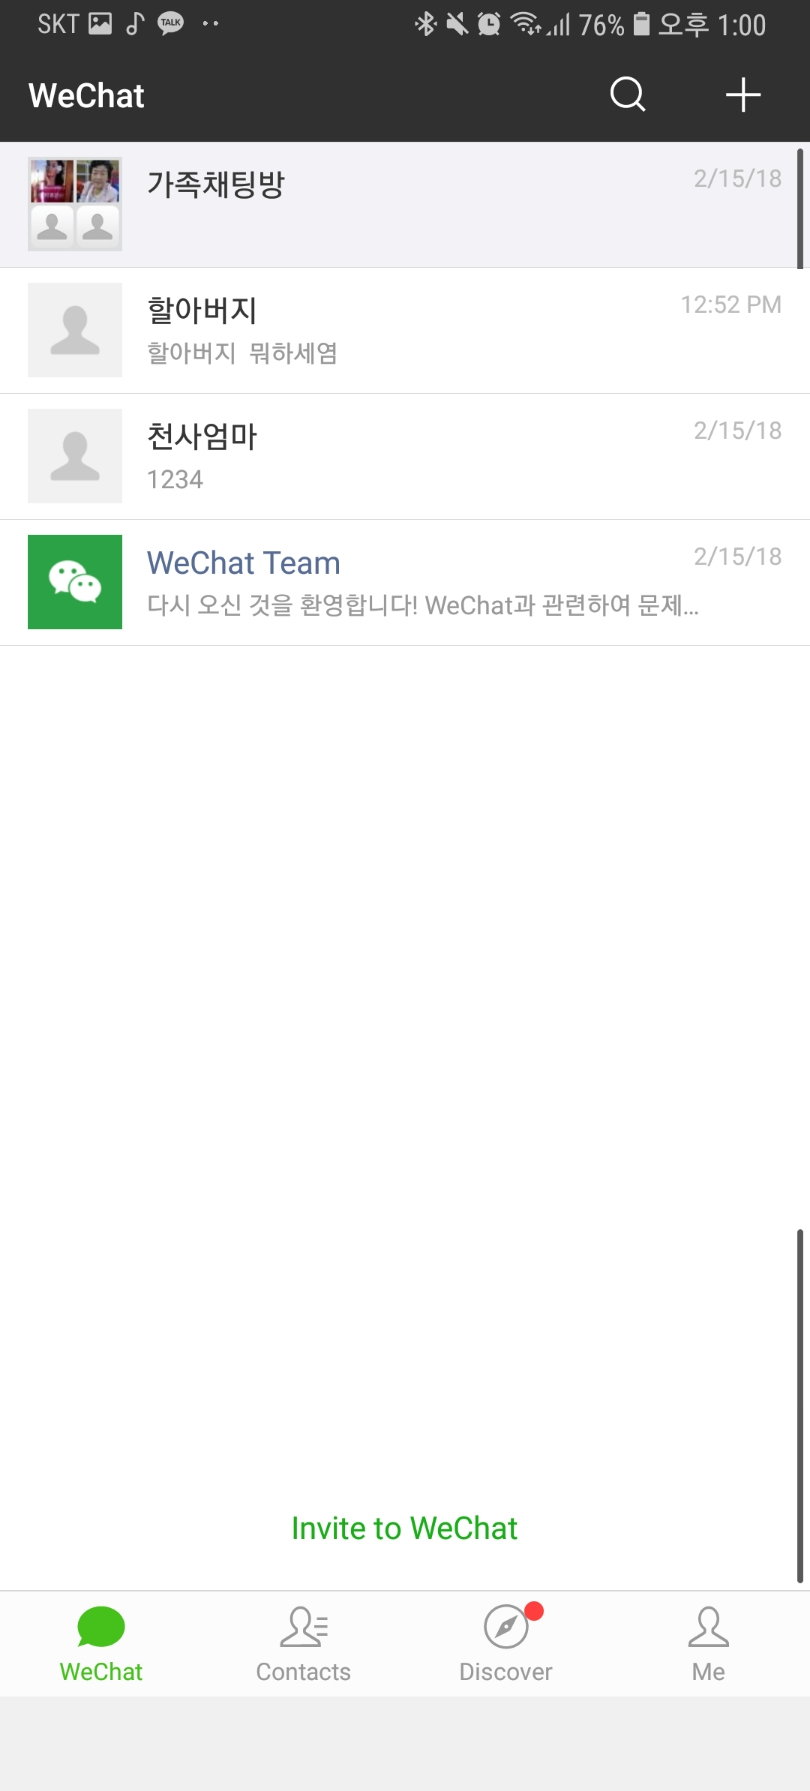 SKT TALK 76% 오후 1:00
WeChat
가족채팅방 2/15/18
할아버지 12:52 PM
할아버지  뭐하세염
천사엄마 2/15/18
1234
WeChat Team 2/15/18
다시 오신 것을 환영합니다! WeChat과 관련하여 문제...
Invite to WeChat
WeChat Contacts Discover Me